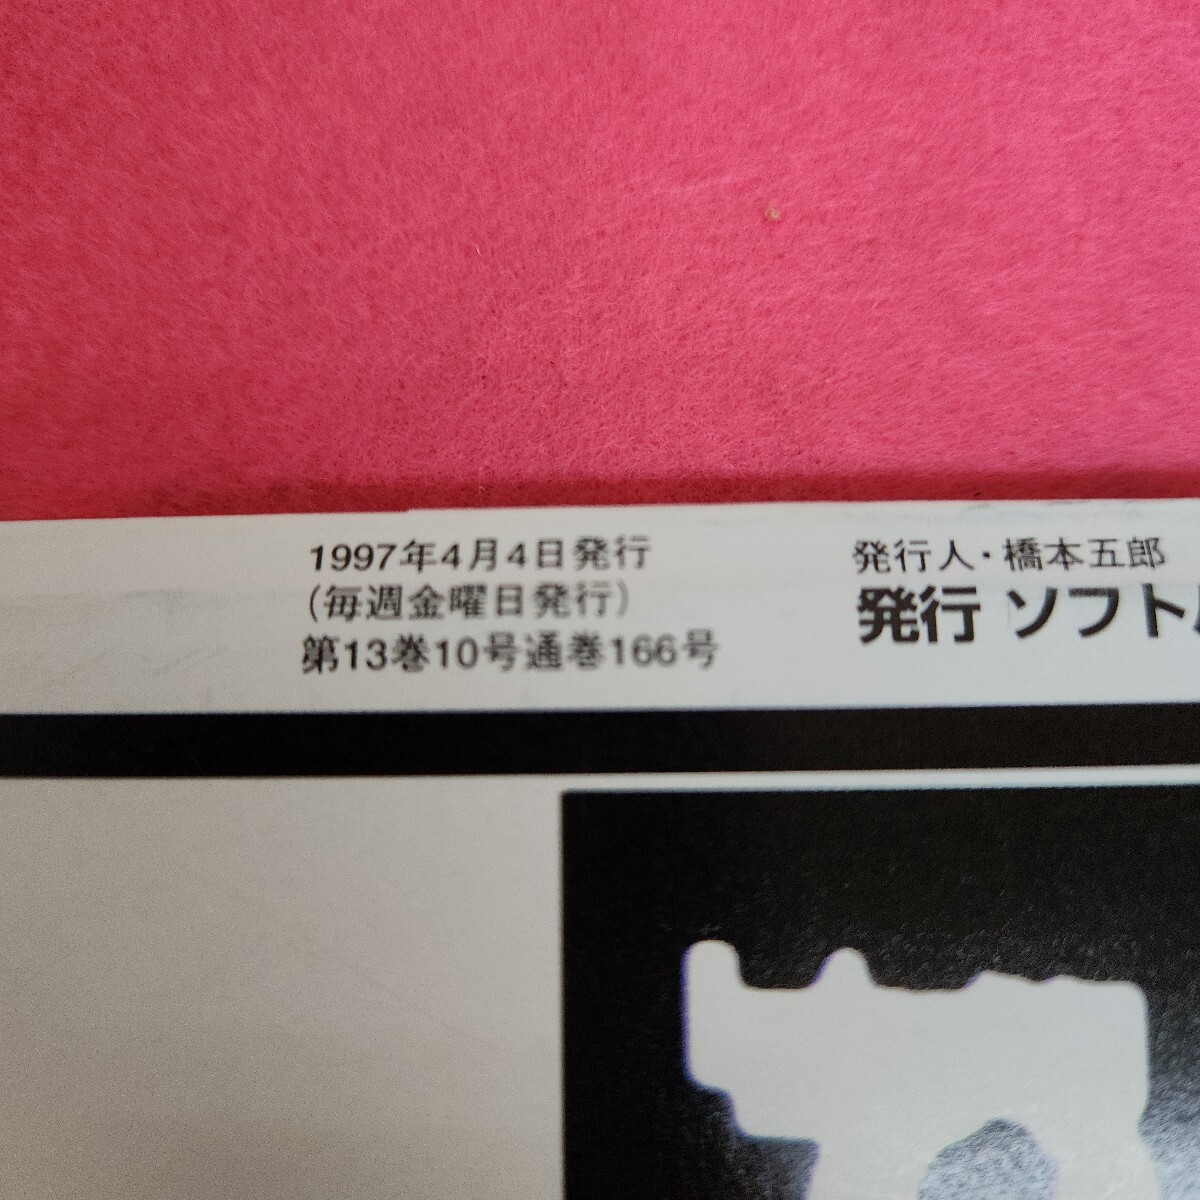 1997年4月4日発行
(毎週金曜日発行)
第13巻10号通巻166号
発行人・橋本五郎
発行 ソフト